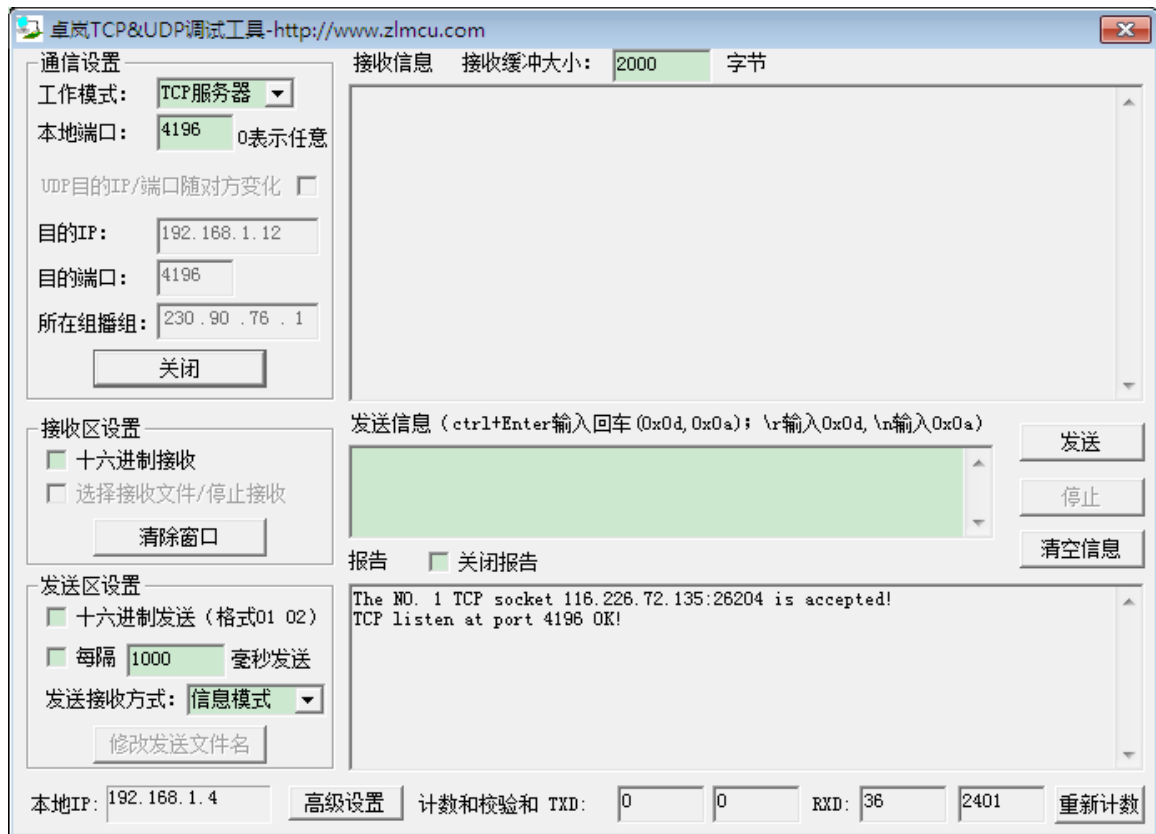 卓岚TCP&UDP调试工具-http://www.zlmcu.com
通信设置
工作模式： TCP服务器
本地端口： 4196 0表示任意
UDP目的IP/端口随对方变化
目的IP： 192.168.1.12
目的端口： 4196
所在组播组： 230 .90 .76 . 1
关闭
接收信息 接收缓冲大小： 2000 字节
接收区设置
十六进制接收
选择接收文件/停止接收
清除窗口
发送信息（ctrl+Enter输入回车(0x0d,0x0a)；\r输入0x0d,\n输入0x0a）
发送
停止
清空信息
报告 关闭报告
发送区设置
十六进制发送（格式01 02）
每隔 1000 毫秒发送
发送接收方式： 信息模式
修改发送文件名
The NO. 1 TCP socket 116.226.72.135:26204 is accepted!
TCP listen at port 4196 OK!
本地IP: 192.168.1.4 高级设置 计数和校验和 TXD: 0 0 RXD: 36 2401 重新计数